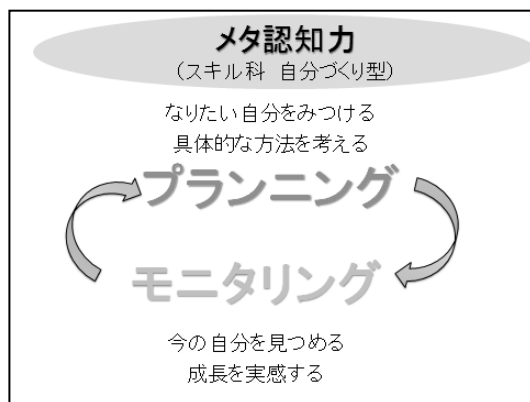 メタ認知力
(スキル科 自分づくり型)
なりたい自分をみつける
具体的な方法を考える
プランニング
モニタリング
今の自分を見つめる
成長を実感する